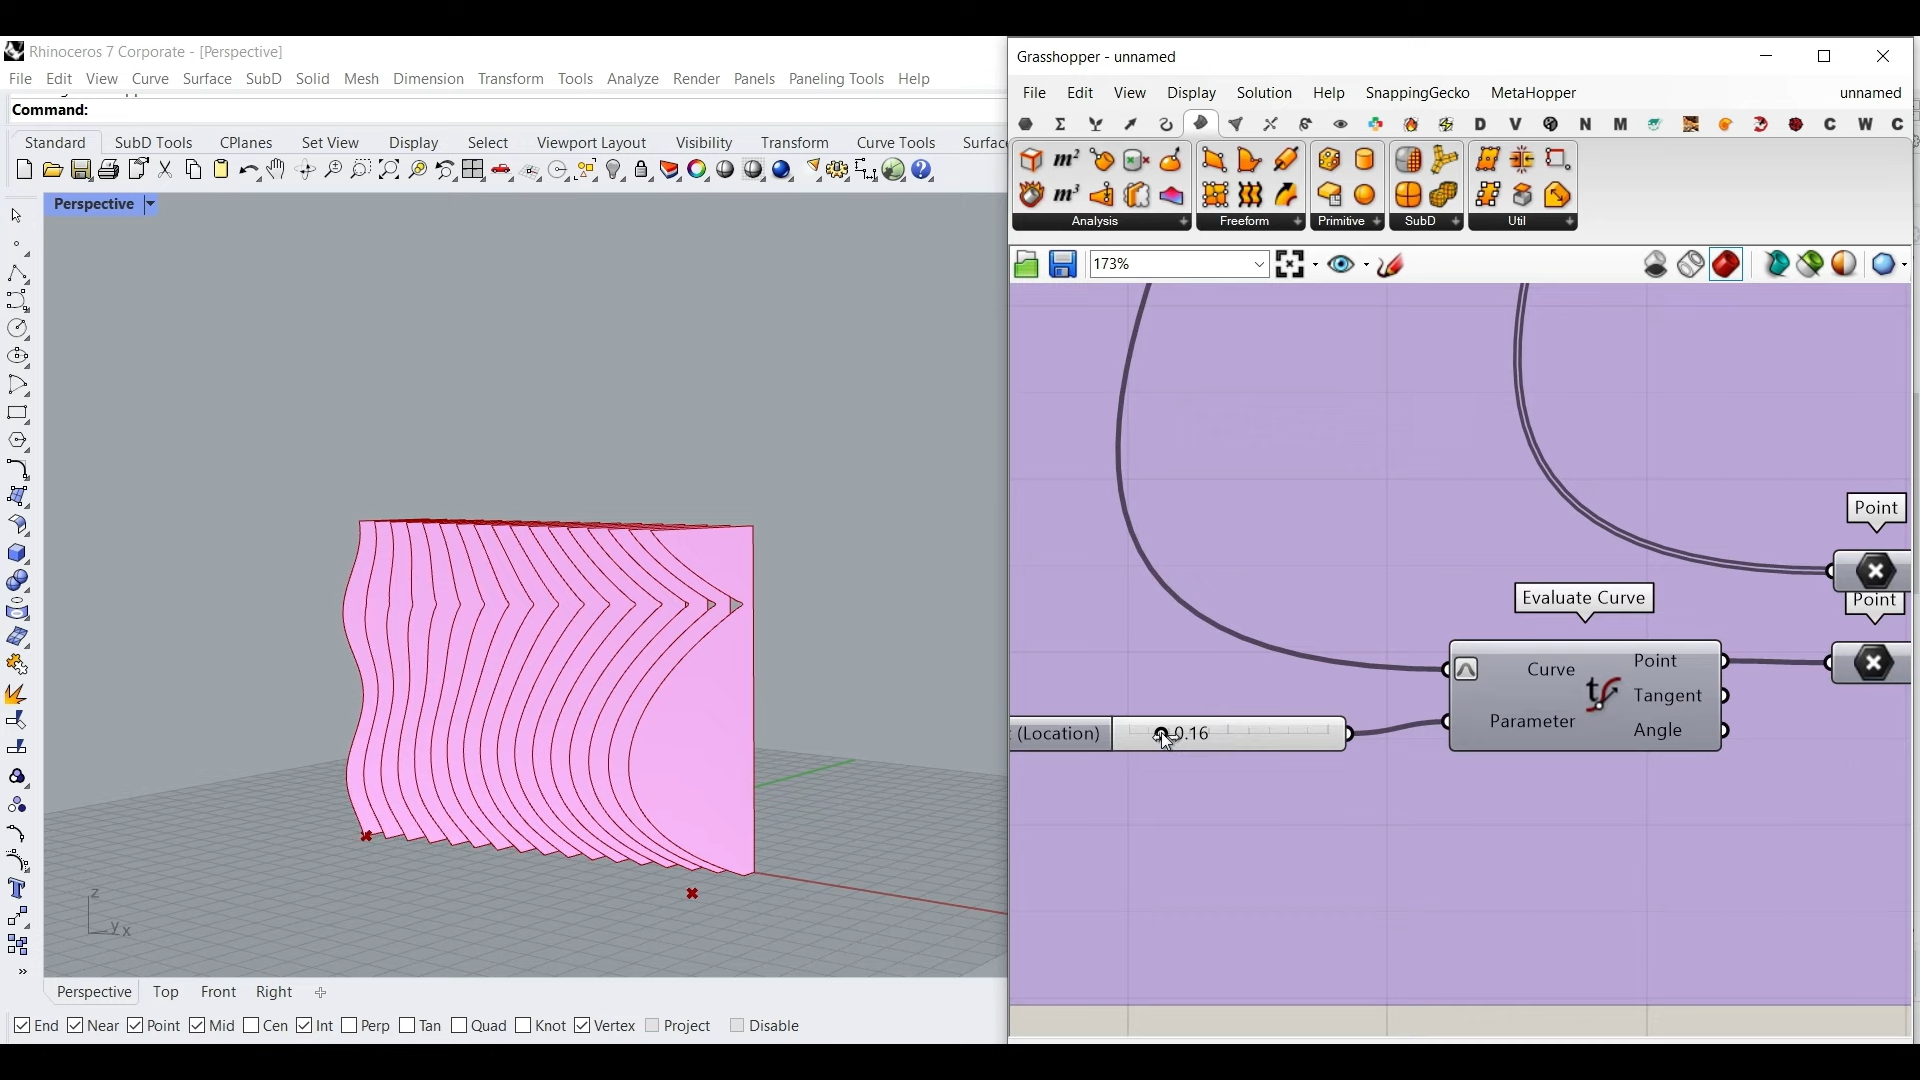 Rhinoceros 7 Corporate - [Perspective]
File Edit View Curve Surface SubD Solid Mesh Dimension Transform Tools Analyze Render Panels Paneling Tools Help
Command:
Standard SubD Tools CPlanes Set View Display Select Viewport Layout Visibility Transform Curve Tools Surfac
Perspective
z
y x
Perspective Top Front Right
End Near Point Mid Cen Int Perp Tan Quad Knot Vertex Project Disable
Grasshopper - unnamed
File Edit View Display Solution Help SnappingGecko MetaHopper unnamed
D V N M C W C
m² m³
Analysis Freeform Primitive SubD Util
173%
Point
Evaluate Curve
Point
Curve Point
Tangent
Parameter
Angle
t (Location) 0.16